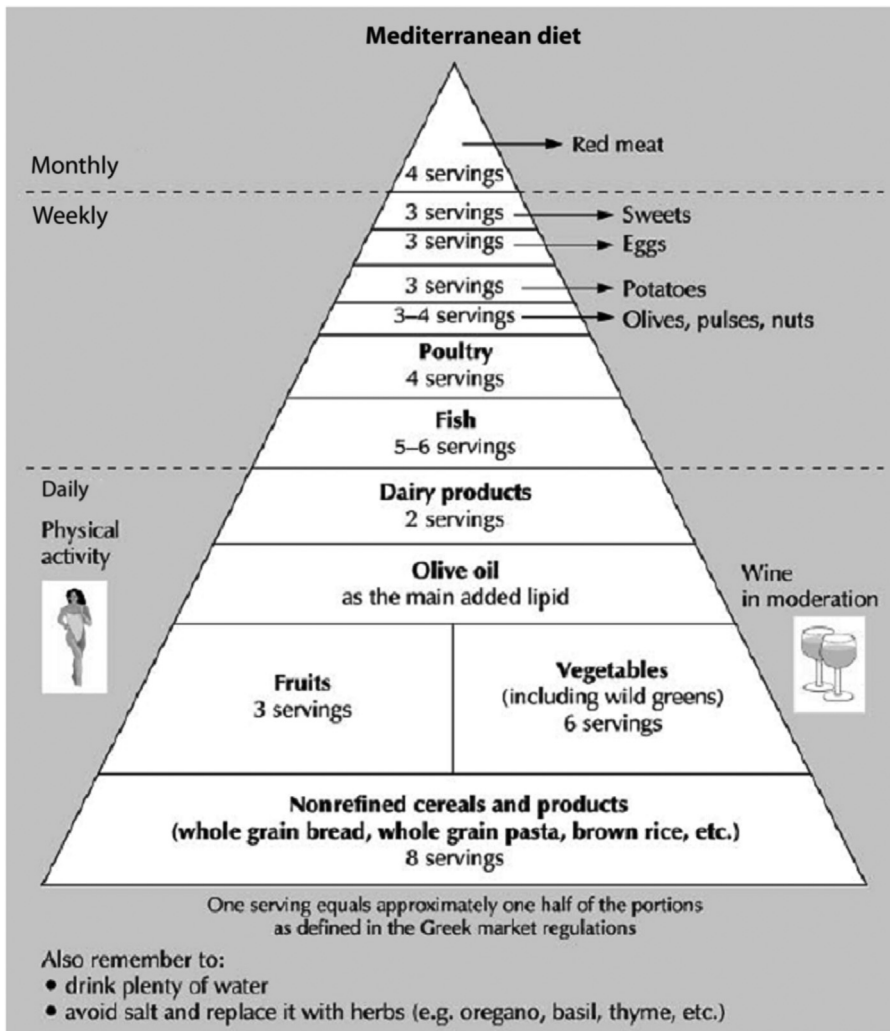 Mediterranean diet
Red meat
Monthly
4 servings
Weekly
3 servings
Sweets
3 servings
Eggs
3 servings
Potatoes
3–4 servings
Olives, pulses, nuts
Poultry
4 servings
Fish
5–6 servings
Daily
Dairy products
2 servings
Physical
activity
Olive oil
as the main added lipid
Wine
in moderation
Fruits
3 servings
Vegetables
(including wild greens)
6 servings
Nonrefined cereals and products
(whole grain bread, whole grain pasta, brown rice, etc.)
8 servings
One serving equals approximately one half of the portions
as defined in the Greek market regulations
Also remember to:
• drink plenty of water
• avoid salt and replace it with herbs (e.g. oregano, basil, thyme, etc.)